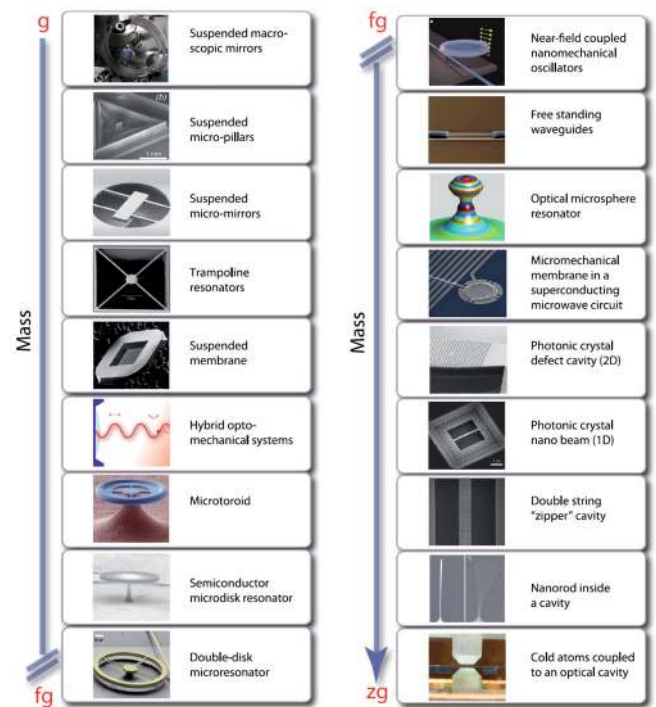 g
Mass
fg
Suspended macro-
scopic mirrors
(b)
Suspended
micro-pillars
Suspended
micro-mirrors
Trampoline
resonators
Suspended
membrane
Hybrid opto-
mechanical systems
Microtoroid
Semiconductor
microdisk resonator
Double-disk
microresonator
fg
Mass
zg
Near-field coupled
nanomechanical
oscillators
Free standing
waveguides
Optical microsphere
resonator
Micromechanical
membrane in a
superconducting
microwave circuit
Photonic crystal
defect cavity (2D)
Photonic crystal
nano beam (1D)
Double string
"zipper" cavity
Nanorod inside
a cavity
Cold atoms coupled
to an optical cavity